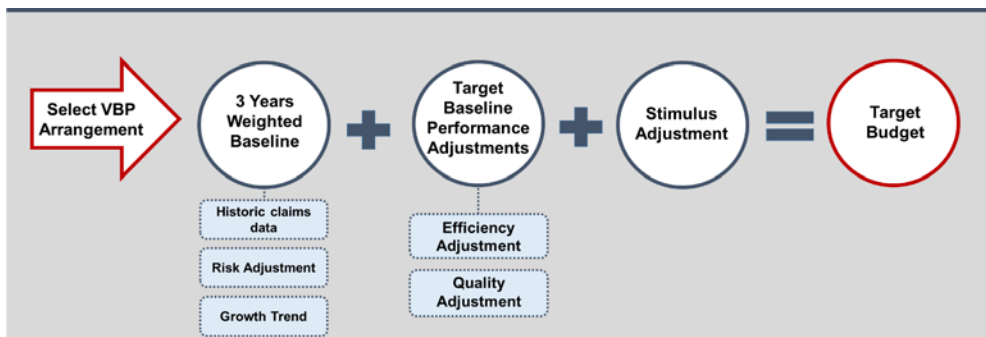 Select VBP
Arrangement
3 Years
Weighted
Baseline
Target
Baseline
Performance
Adjustments
Stimulus
Adjustment
Target
Budget
Historic claims
data
Risk Adjustment
Growth Trend
Efficiency
Adjustment
Quality
Adjustment